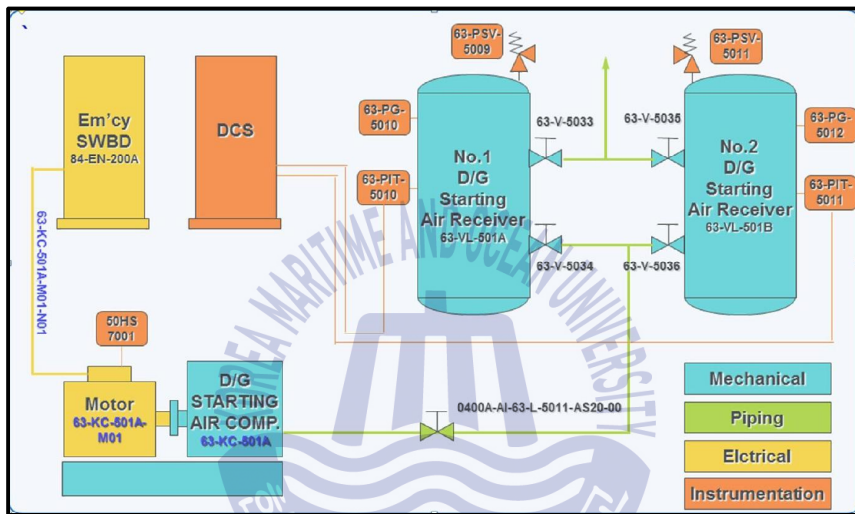 63-PSV-
5009
63-PSV-
5011
Em'cy
SWBD
84-EN-200A
DCS
63-PG-
5010
63-V-5033
63-V-5035
63-PG-
5012
No.1
D/G
Starting
Air Receiver
63-VL-501A
No.2
D/G
Starting
Air Receiver
63-VL-501B
63-PIT-
5010
63-PIT-
5011
63-V-5034
63-V-5036
63-KC-501A-M01-N01
50HS
7001
Motor
63-KC-501A-
M01
D/G
STARTING
AIR COMP.
63-KC-501A
0400A-AI-63-L-5011-AS20-00
Mechanical
Piping
Elctrical
Instrumentation
KOREA MARITIME AND OCEAN UNIVERSITY